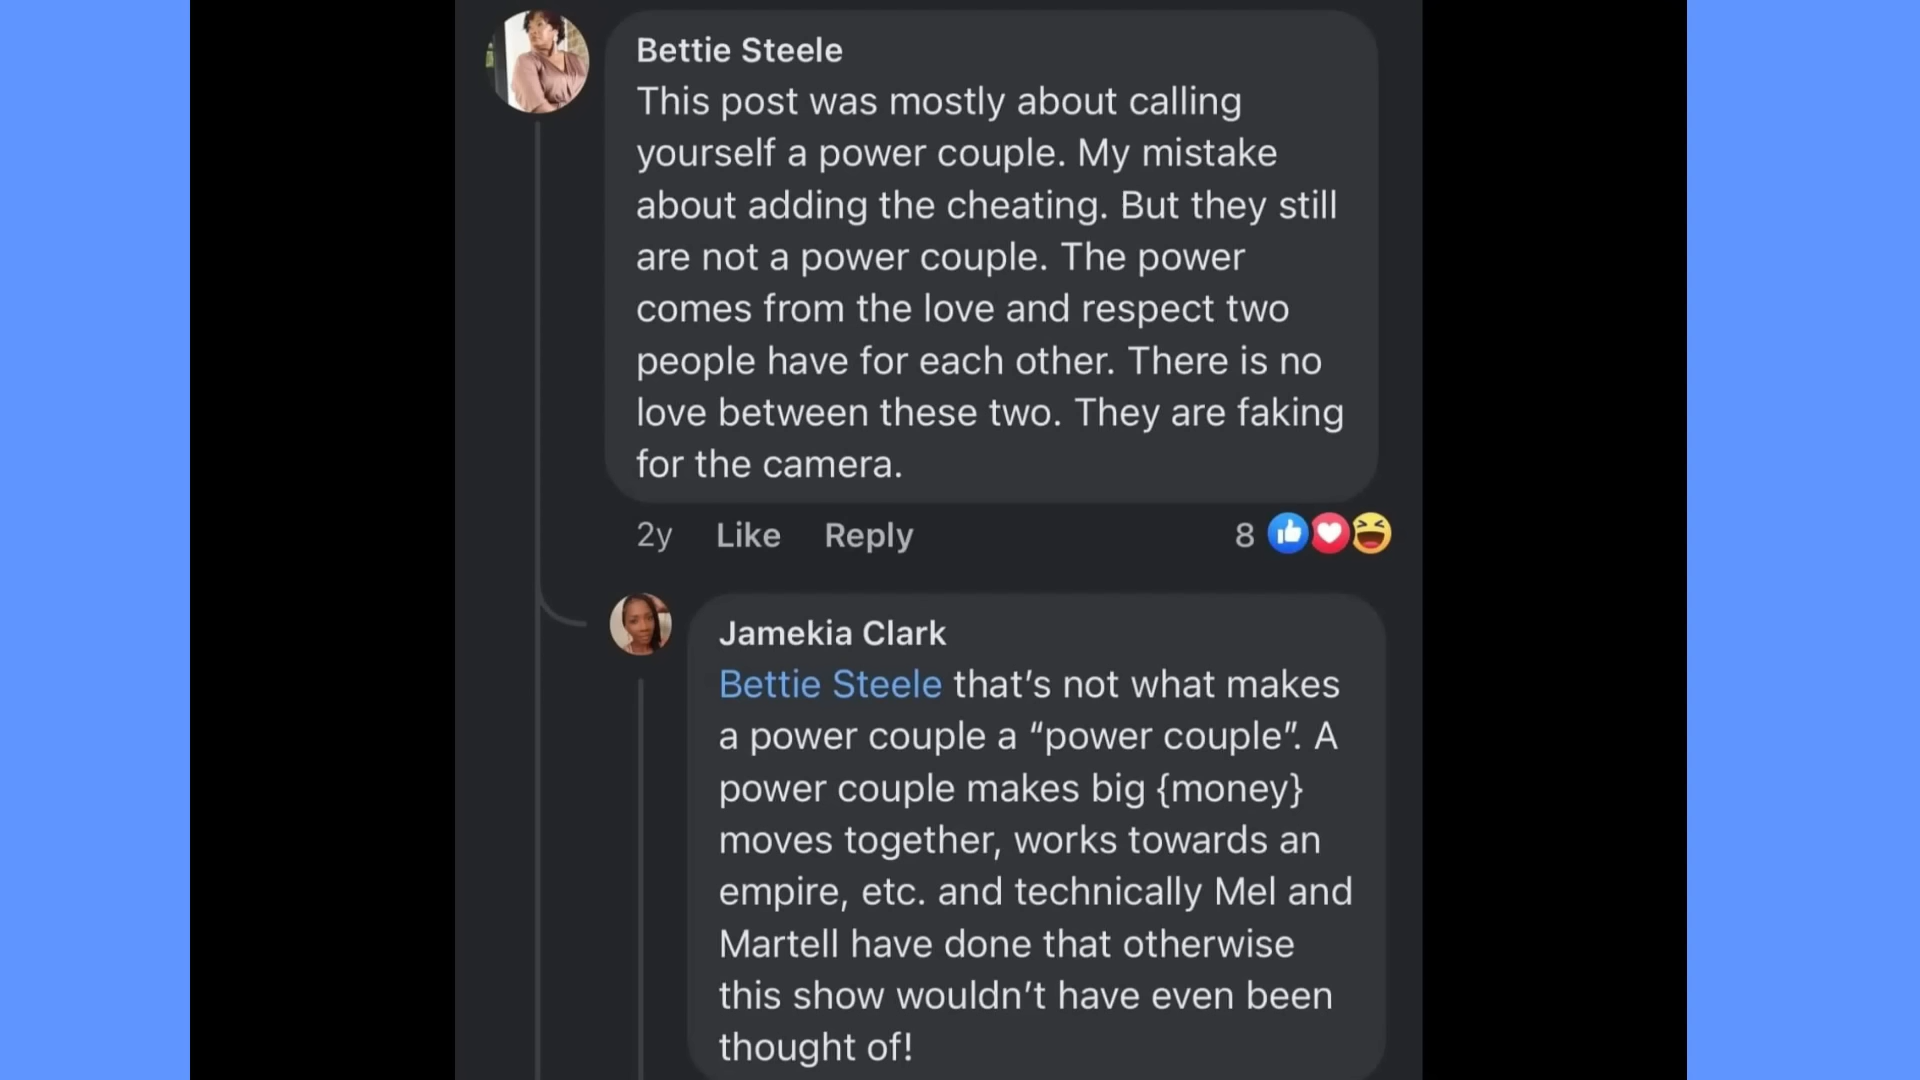 Bettie Steele
This post was mostly about calling
yourself a power couple. My mistake
about adding the cheating. But they still
are not a power couple. The power
comes from the love and respect two
people have for each other. There is no
love between these two. They are faking
for the camera.
2y Like Reply 8
Jamekia Clark
Bettie Steele that’s not what makes
a power couple a “power couple”. A
power couple makes big {money}
moves together, works towards an
empire, etc. and technically Mel and
Martell have done that otherwise
this show wouldn’t have even been
thought of!